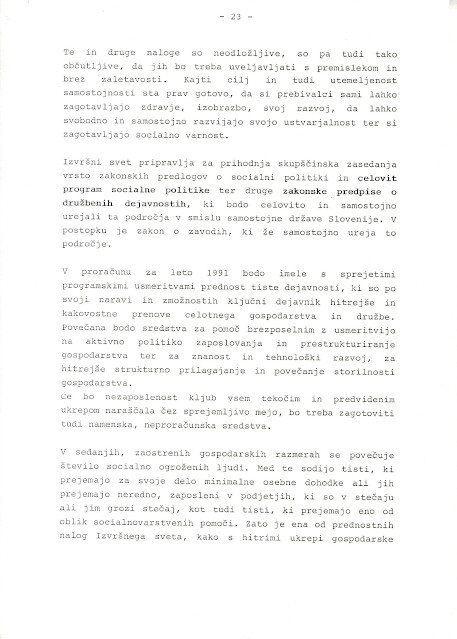 - 23 -
Te in druge naloge so neodložljive, so pa tudi tako
občutljive, da jih bo treba uveljavljati s premislekom in
brez zaletavosti. Kajti cilj in tudi utemeljenost
samostojnosti sta prav gotovo, da si prebivalci sami lahko
zagotavljajo zdravje, izobrazbo, svoj razvoj, da lahko
svobodno in samostojno razvijajo svojo ustvarjalnost ter si
zagotavljajo socialno varnost.
Izvršni svet pripravlja za prihodnja skupščinska zasedanja
vrsto zakonskih predlogov o socialni politiki in celovit
program socialne politike ter druge zakonske predpise o
družbenih dejavnostih, ki bodo celovito in samostojno
urejali ta področja v smislu samostojne države Slovenije. V
postopku je zakon o zavodih, ki že samostojno ureja to
področje.
V proračunu za leto 1991 bodo imele s sprejetimi
programskimi usmeritvami prednost tiste dejavnosti, ki so po
svoji naravi in zmožnostih ključni dejavnik hitrejše in
kakovostne prenove celotnega gospodarstva in družbe.
Povečana bodo sredstva za pomoč brezposelnim z usmeritvijo
na aktivno politiko zaposlovanja in prestrukturiranje
gospodarstva ter za znanost in tehnološki razvoj, za
hitrejše strukturno prilagajanje in povečanje storilnosti
gospodarstva.
Če bo nezaposlenost kljub vsem tekočim in predvidenim
ukrepom naraščala čez sprejemljivo mejo, bo treba zagotoviti
tudi namenska, neproračunska sredstva.
V sedanjih, zaostrenih gospodarskih razmerah se povečuje
število socialno ogroženih ljudi. Med te sodijo tisti, ki
prejemajo za svoje delo minimalne osebne dohodke ali jih
prejemajo neredno, zaposleni v podjetjih, ki so v stečaju
ali jim grozi stečaj, kot tudi tisti, ki prejemajo eno od
oblik socialnovarstvenih pomoči. Zato je ena od prednostnih
nalog Izvršnega sveta, kako s hitrimi ukrepi gospodarske